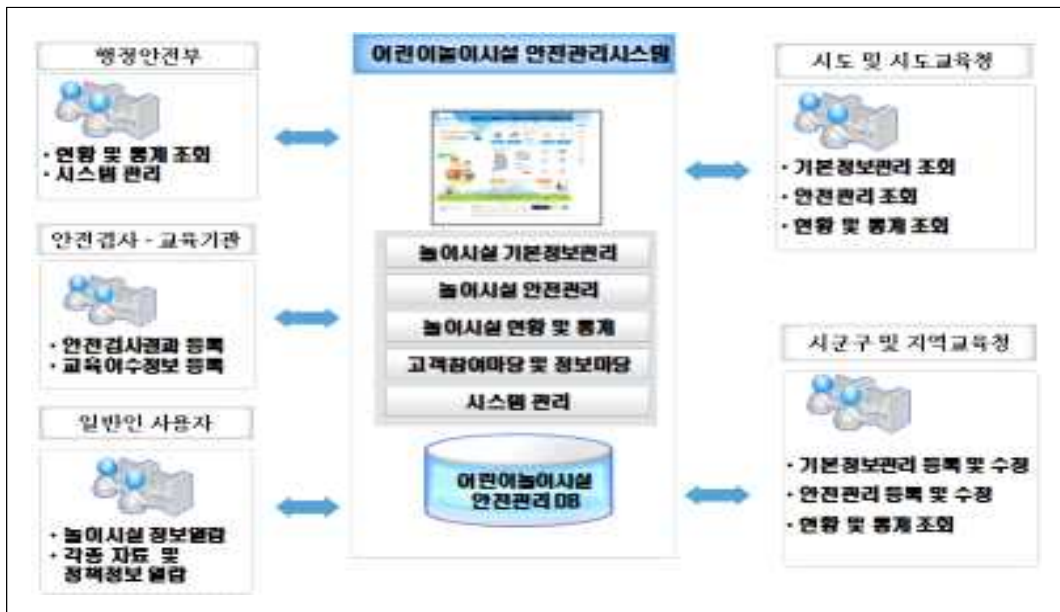 행정안전부
• 현황 및 통계 조회
• 시스템 관리
안전검사 - 교육기관
• 안전검사결과 등록
• 교육이수정보 등록
일반인 사용자
• 놀이시설 정보열람
• 각종 자료 및
정책정보 열람
어린이놀이시설 안전관리시스템
놀이시설 기본정보관리
놀이시설 안전관리
놀이시설 현황 및 통계
고객참여마당 및 정보마당
시스템 관리
어린이놀이시설
안전관리 DB
시도 및 시도교육청
• 기본정보관리 조회
• 안전관리 조회
• 현황 및 통계 조회
시군구 및 지역교육청
• 기본정보관리 등록 및 수정
• 안전관리 등록 및 수정
• 현황 및 통계 조회